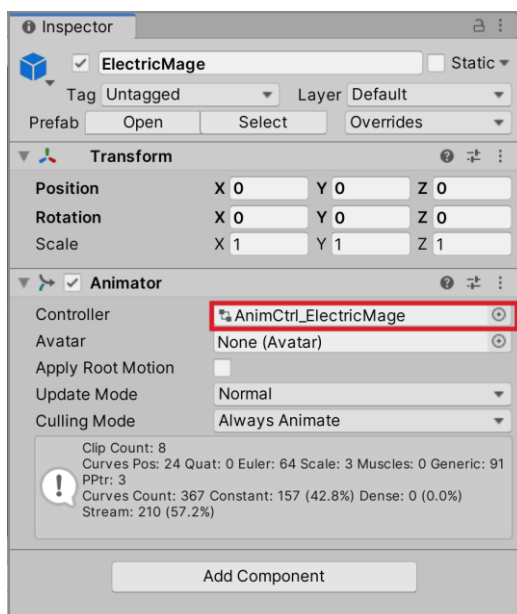 Inspector
ElectricMage Static
Tag Untagged Layer Default
Prefab Open Select Overrides
Transform
Position X 0 Y 0 Z 0
Rotation X 0 Y 0 Z 0
Scale X 1 Y 1 Z 1
Animator
Controller AnimCtrl_ElectricMage
Avatar None (Avatar)
Apply Root Motion
Update Mode Normal
Culling Mode Always Animate
Clip Count: 8
Curves Pos: 24 Quat: 0 Euler: 64 Scale: 3 Muscles: 0 Generic: 91
PPtr: 3
Curves Count: 367 Constant: 157 (42.8%) Dense: 0 (0.0%)
Stream: 210 (57.2%)
Add Component